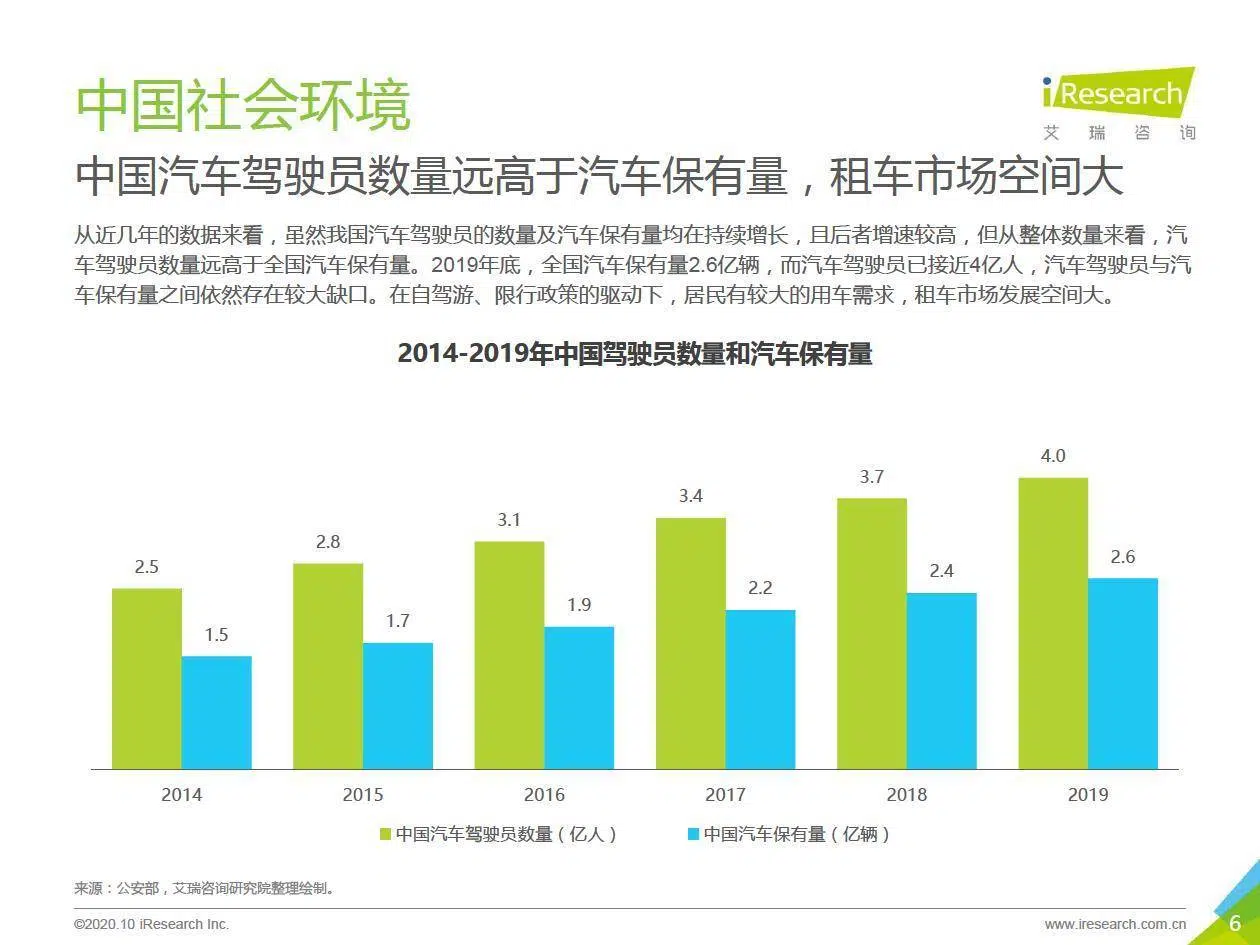 中国社会环境
iResearch
艾瑞咨询
中国汽车驾驶员数量远高于汽车保有量，租车市场空间大
从近几年的数据来看，虽然我国汽车驾驶员的数量及汽车保有量均在持续增长，且后者增速较高，但从整体数量来看，汽
车驾驶员数量远高于全国汽车保有量。2019年底，全国汽车保有量2.6亿辆，而汽车驾驶员已接近4亿人，汽车驾驶员与汽
车保有量之间依然存在较大缺口。在自驾游、限行政策的驱动下，居民有较大的用车需求，租车市场发展空间大。
2014-2019年中国驾驶员数量和汽车保有量
2.5 1.5 2.8 1.7 3.1 1.9 3.4 2.2 3.7 2.4 4.0 2.6
2014 2015 2016 2017 2018 2019
中国汽车驾驶员数量（亿人） 中国汽车保有量（亿辆）
来源：公安部，艾瑞咨询研究院整理绘制。
©2020.10 iResearch Inc. www.iresearch.com.cn 6